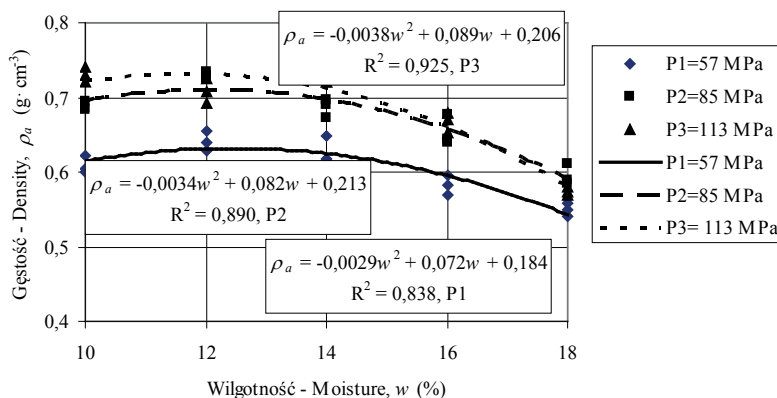 0,8
0,7
0,6
0,5
0,4
Gęstość - Density, ρa (g· cm-3)
10 12 14 16 18
Wilgotność - Moisture, w (%)
ρa = -0,0038w2 + 0,089w + 0,206
R2 = 0,925, P3
ρa = -0,0034w2 + 0,082w + 0,213
R2 = 0,890, P2
ρa = -0,0029w2 + 0,072w + 0,184
R2 = 0,838, P1
P1=57 MPa
P2=85 MPa
P3=113 MPa
P1=57 MPa
P2=85 MPa
P3= 113 MPa